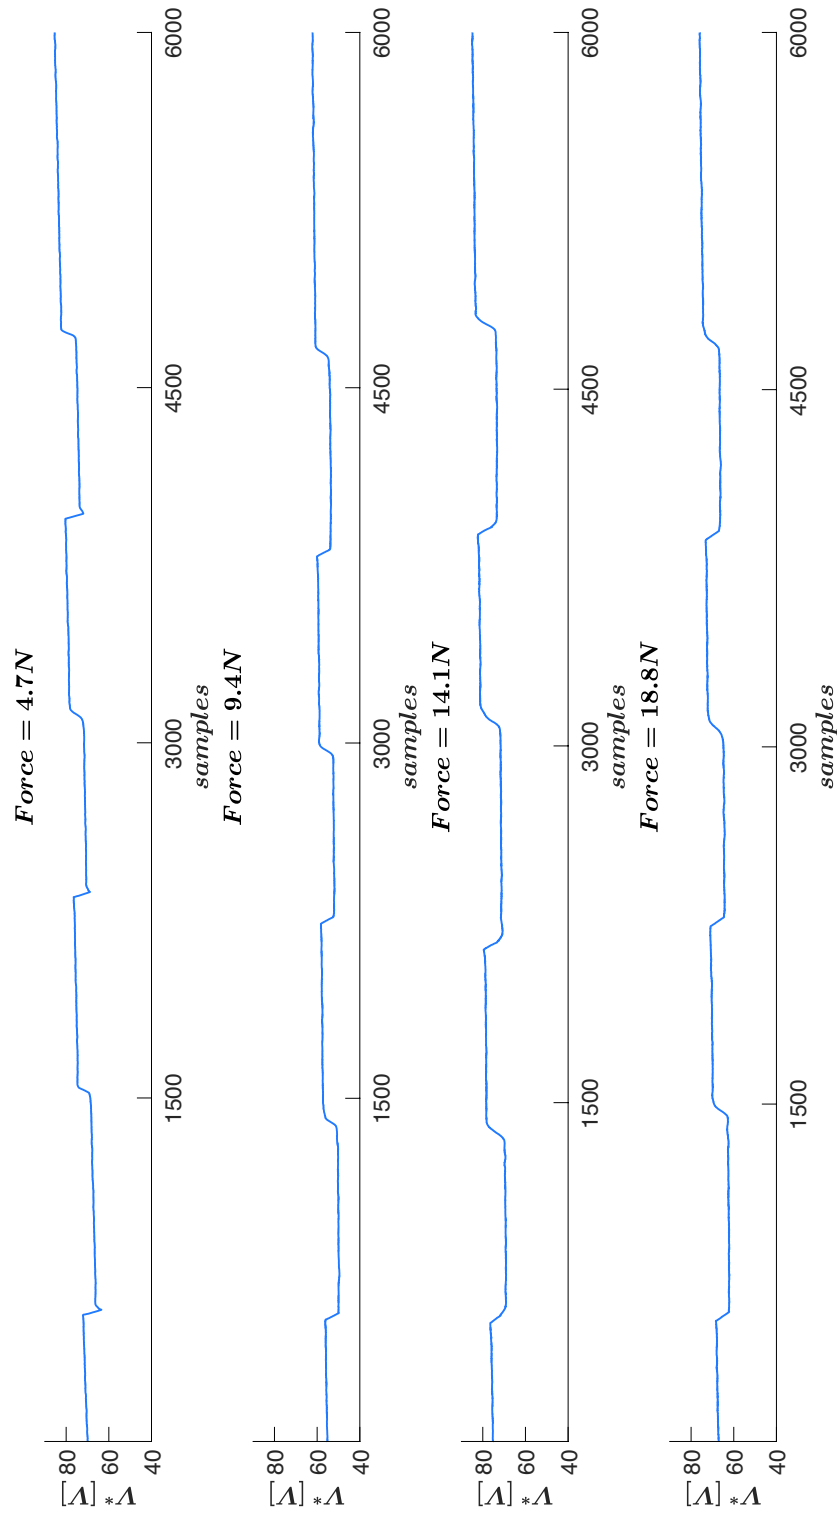 Force = 4.7N
V* [V]
80
60
40
1500
3000
4500
6000
samples
Force = 9.4N
V* [V]
80
60
40
1500
3000
4500
6000
samples
Force = 14.1N
V* [V]
80
60
40
1500
3000
4500
6000
samples
Force = 18.8N
V* [V]
80
60
40
1500
3000
4500
6000
samples